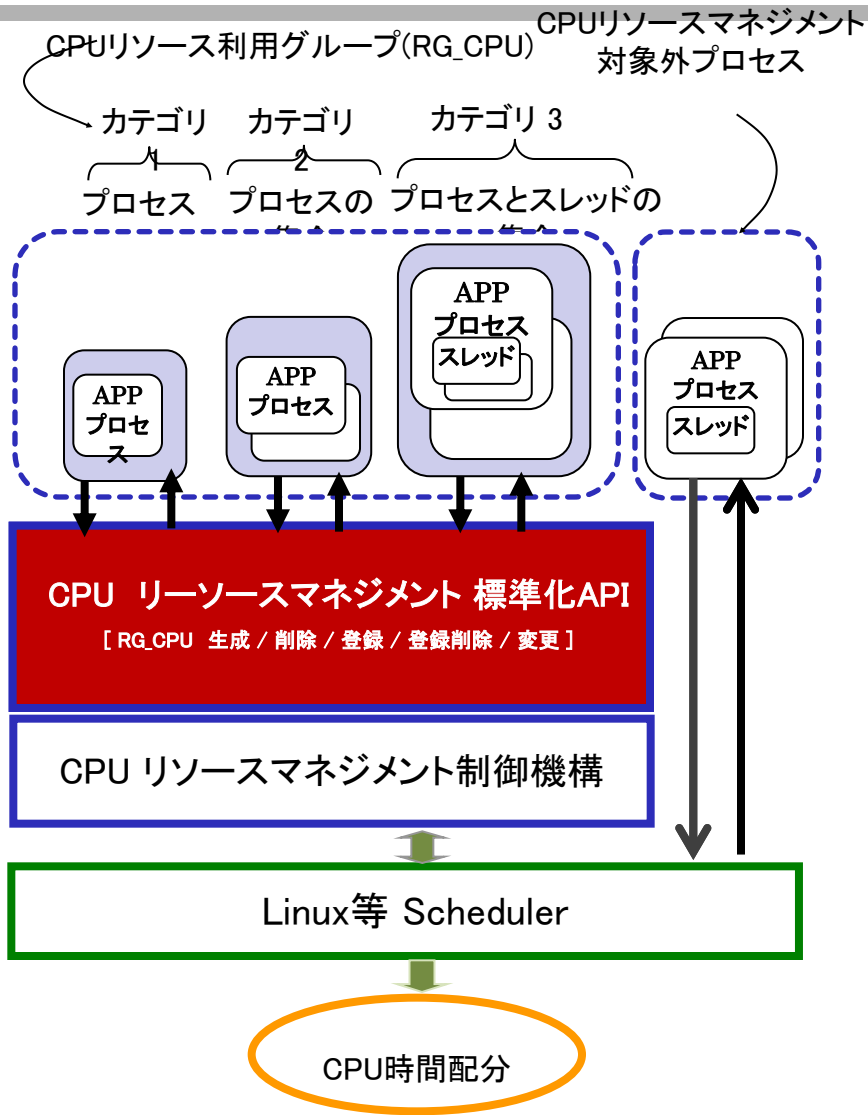 CPUリソース利用グループ(RG_CPU)
CPUリソースマネジメント
対象外プロセス
カテゴリ
1
カテゴリ
2
カテゴリ 3
プロセス
プロセスの
プロセスとスレッドの
APP
プロセ
ス
APP
プロセス
APP
プロセス
スレッド
APP
プロセス
スレッド
CPU リーソースマネジメント 標準化API
[ RG_CPU 生成 / 削除 / 登録 / 登録削除 / 変更 ]
CPU リソースマネジメント制御機構
Linux等 Scheduler
CPU時間配分